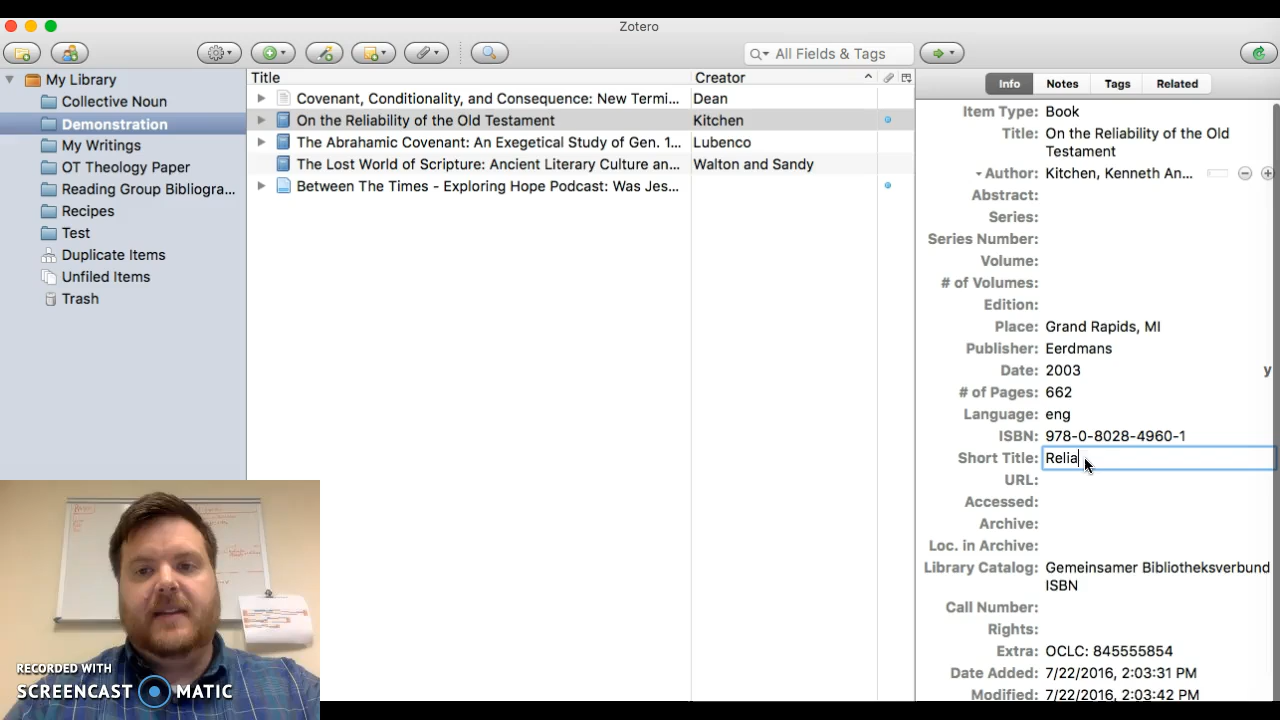 Zotero
All Fields & Tags
My Library
Collective Noun
Demonstration
My Writings
OT Theology Paper
Reading Group Bibliogra...
Recipes
Test
Duplicate Items
Unfiled Items
Trash
Title Creator
Covenant, Conditionality, and Consequence: New Termi... Dean
On the Reliability of the Old Testament Kitchen
The Abrahamic Covenant: An Exegetical Study of Gen. 1... Lubenco
The Lost World of Scripture: Ancient Literary Culture an... Walton and Sandy
Between The Times - Exploring Hope Podcast: Was Jes...
Info Notes Tags Related
Item Type: Book
Title: On the Reliability of the Old
Testament
Author: Kitchen, Kenneth An...
Abstract:
Series:
Series Number:
Volume:
# of Volumes:
Edition:
Place: Grand Rapids, MI
Publisher: Eerdmans
Date: 2003 y
# of Pages: 662
Language: eng
ISBN: 978-0-8028-4960-1
Short Title: Relia
URL:
Accessed:
Archive:
Loc. in Archive:
Library Catalog: Gemeinsamer Bibliotheksverbund
ISBN
Call Number:
Rights:
Extra: OCLC: 845555854
Date Added: 7/22/2016, 2:03:31 PM
Modified: 7/22/2016, 2:03:42 PM
RECORDED WITH
SCREENCAST MATIC